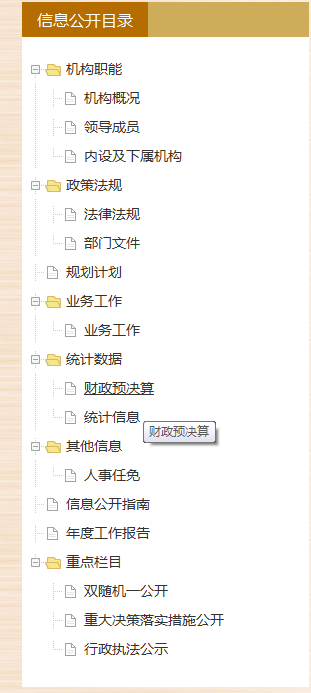 信息公开目录
机构职能
机构概况
领导成员
内设及下属机构
政策法规
法律法规
部门文件
规划计划
业务工作
业务工作
统计数据
财政预决算
统计信息
财政预决算
其他信息
人事任免
信息公开指南
年度工作报告
重点栏目
双随机一公开
重大决策落实措施公开
行政执法公示